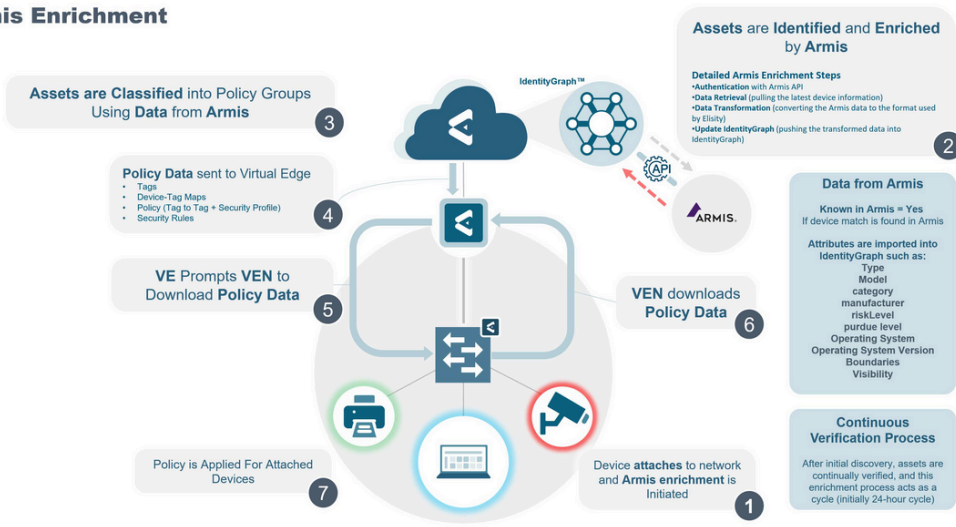 is Enrichment
Assets are Identified and Enriched
by Armis
Detailed Armis Enrichment Steps
•Authentication with Armis API
•Data Retrieval (pulling the latest device information)
•Data Transformation (converting the Armis data to the format used
by Elisity)
•Update IdentityGraph (pushing the transformed data into
IdentityGraph)
2
IdentityGraph™
Assets are Classified into Policy Groups
Using Data from Armis
3
API
ARMIS.
Policy Data sent to Virtual Edge
• Tags
• Device-Tag Maps
• Policy (Tag to Tag + Security Profile)
• Security Rules
4
Data from Armis
Known in Armis = Yes
If device match is found in Armis
Attributes are imported into
IdentityGraph such as:
Type
Model
category
manufacturer
riskLevel
purdue level
Operating System
Operating System Version
Boundaries
Visibility
VE Prompts VEN to
Download Policy Data
5
VEN downloads
Policy Data
6
Continuous
Verification Process
After initial discovery, assets are
continually verified, and this
enrichment process acts as a
cycle (initially 24-hour cycle)
Policy is Applied For Attached
Devices
7
Device attaches to network
and Armis enrichment is
Initiated
1